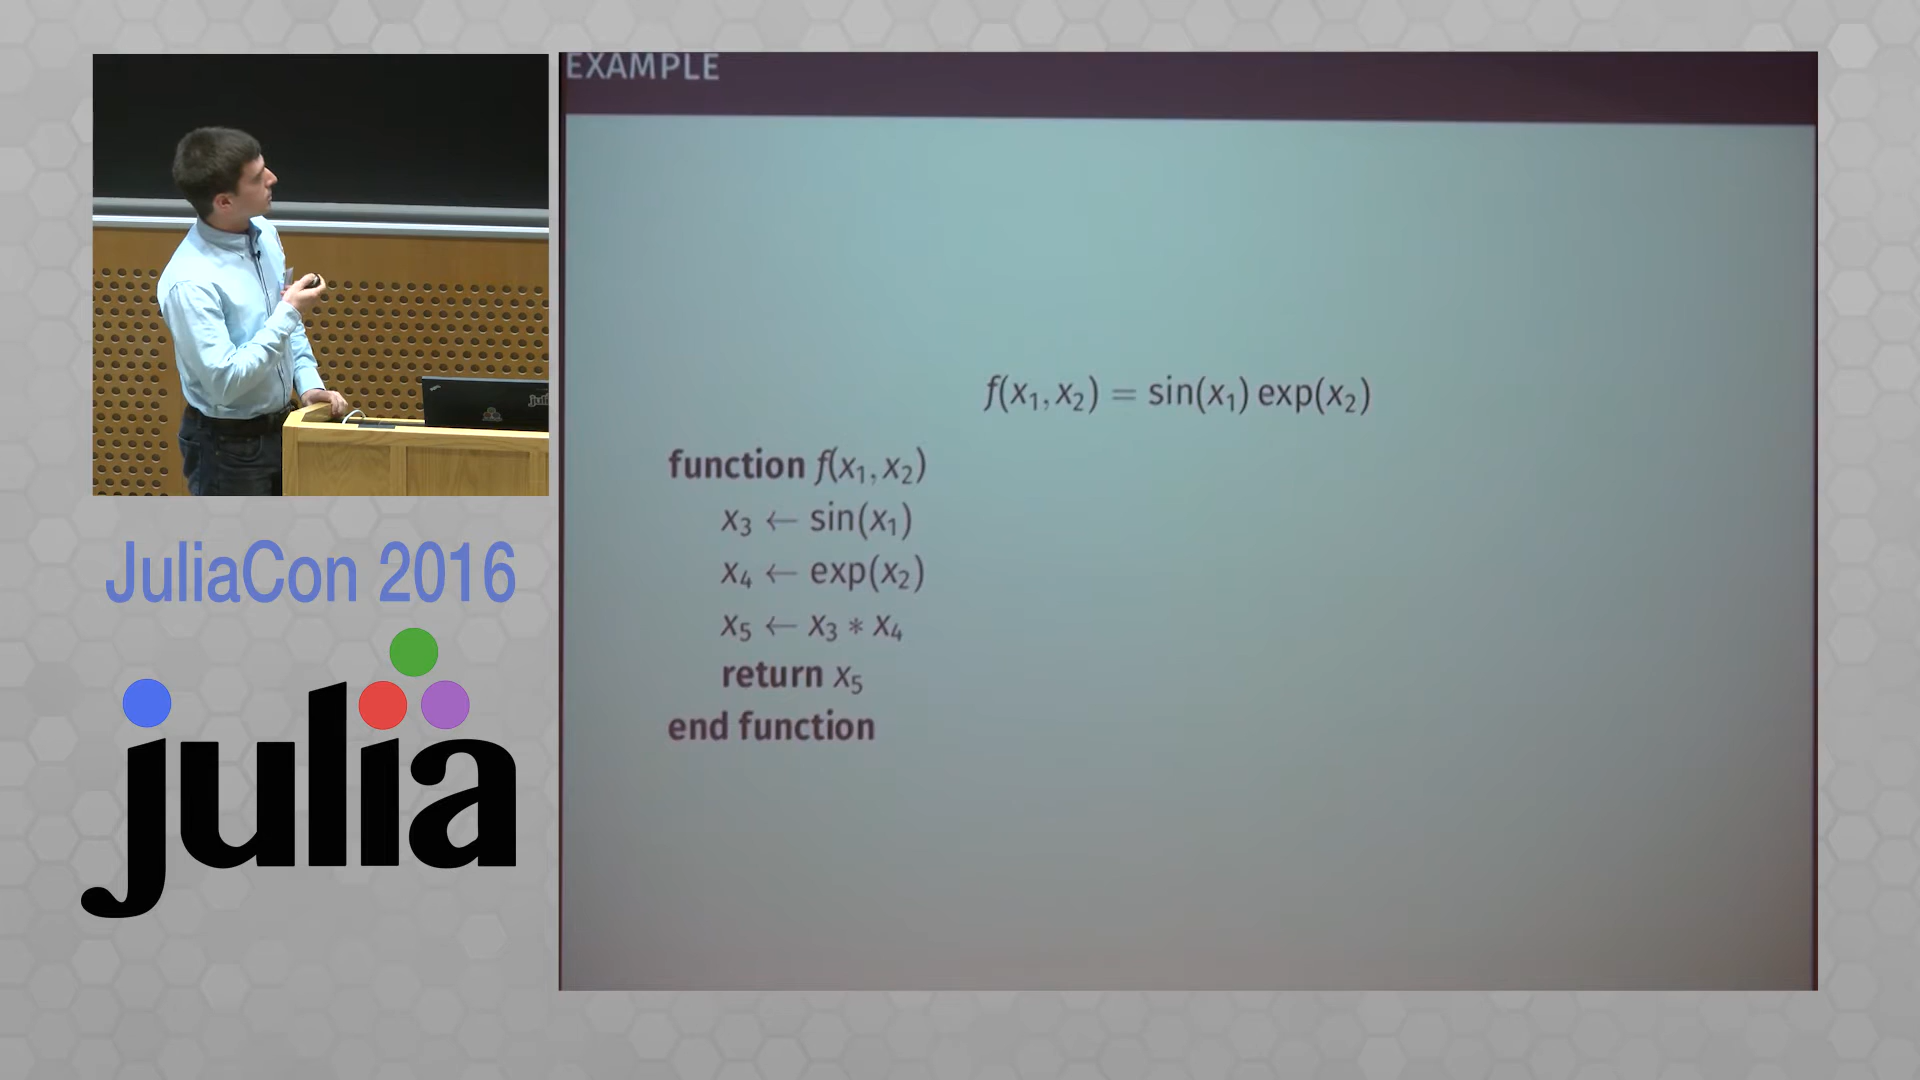 EXAMPLE
f(x₁, x₂) = sin(x₁) exp(x₂)
function f(x₁, x₂)
x₃ ← sin(x₁)
x₄ ← exp(x₂)
x₅ ← x₃ * x₄
return x₅
end function
JuliaCon 2016
julia